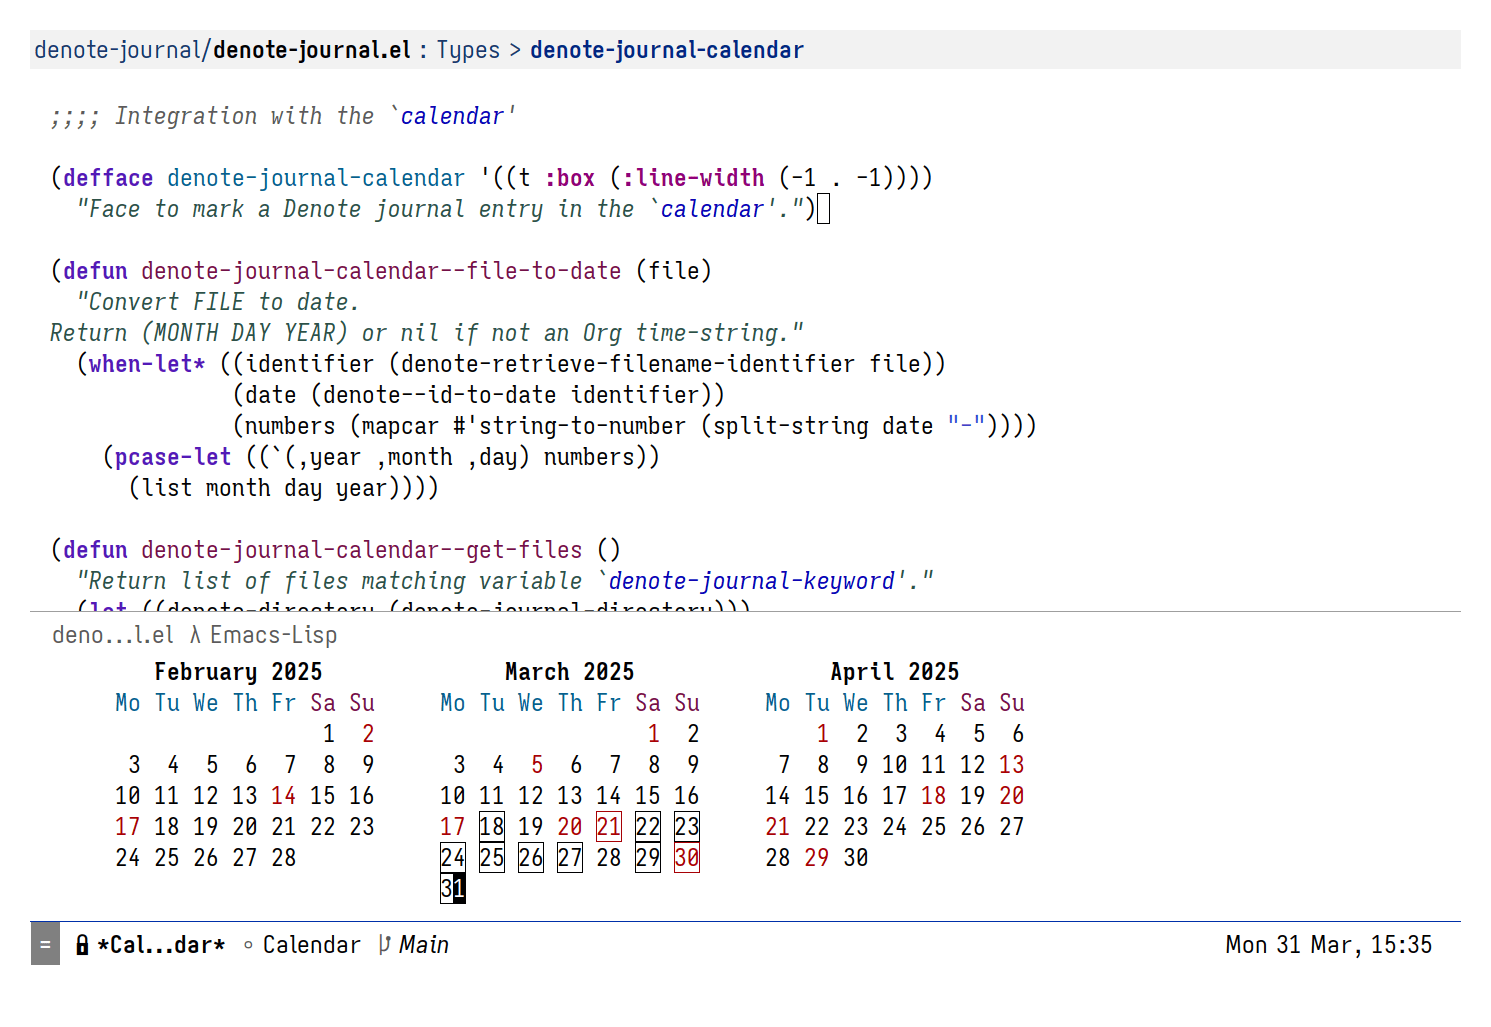 denote-journal/denote-journal.el : Types > denote-journal-calendar
;;;; Integration with the `calendar'
(defface denote-journal-calendar '((t :box (:line-width (-1 . -1))))
  "Face to mark a Denote journal entry in the `calendar'.")
(defun denote-journal-calendar--file-to-date (file)
  "Convert FILE to date.
Return (MONTH DAY YEAR) or nil if not an Org time-string."
  (when-let* ((identifier (denote-retrieve-filename-identifier file))
              (date (denote--id-to-date identifier))
              (numbers (mapcar #'string-to-number (split-string date "-"))))
    (pcase-let ((`(,year ,month ,day) numbers))
      (list month day year))))
(defun denote-journal-calendar--get-files ()
  "Return list of files matching variable `denote-journal-keyword'."
  (let ((denote-directory (denote-journal-directory)))
deno...l.el λ Emacs-Lisp
February 2025 March 2025 April 2025
Mo Tu We Th Fr Sa Su Mo Tu We Th Fr Sa Su Mo Tu We Th Fr Sa Su
1 2 1 2 1 2 3 4 5 6
3 4 5 6 7 8 9 3 4 5 6 7 8 9 7 8 9 10 11 12 13
10 11 12 13 14 15 16 10 11 12 13 14 15 16 14 15 16 17 18 19 20
17 18 19 20 21 22 23 17 18 19 20 21 22 23 21 22 23 24 25 26 27
24 25 26 27 28 24 25 26 27 28 29 30 28 29 30
31
= *Cal...dar* ◦ Calendar Main Mon 31 Mar, 15:35